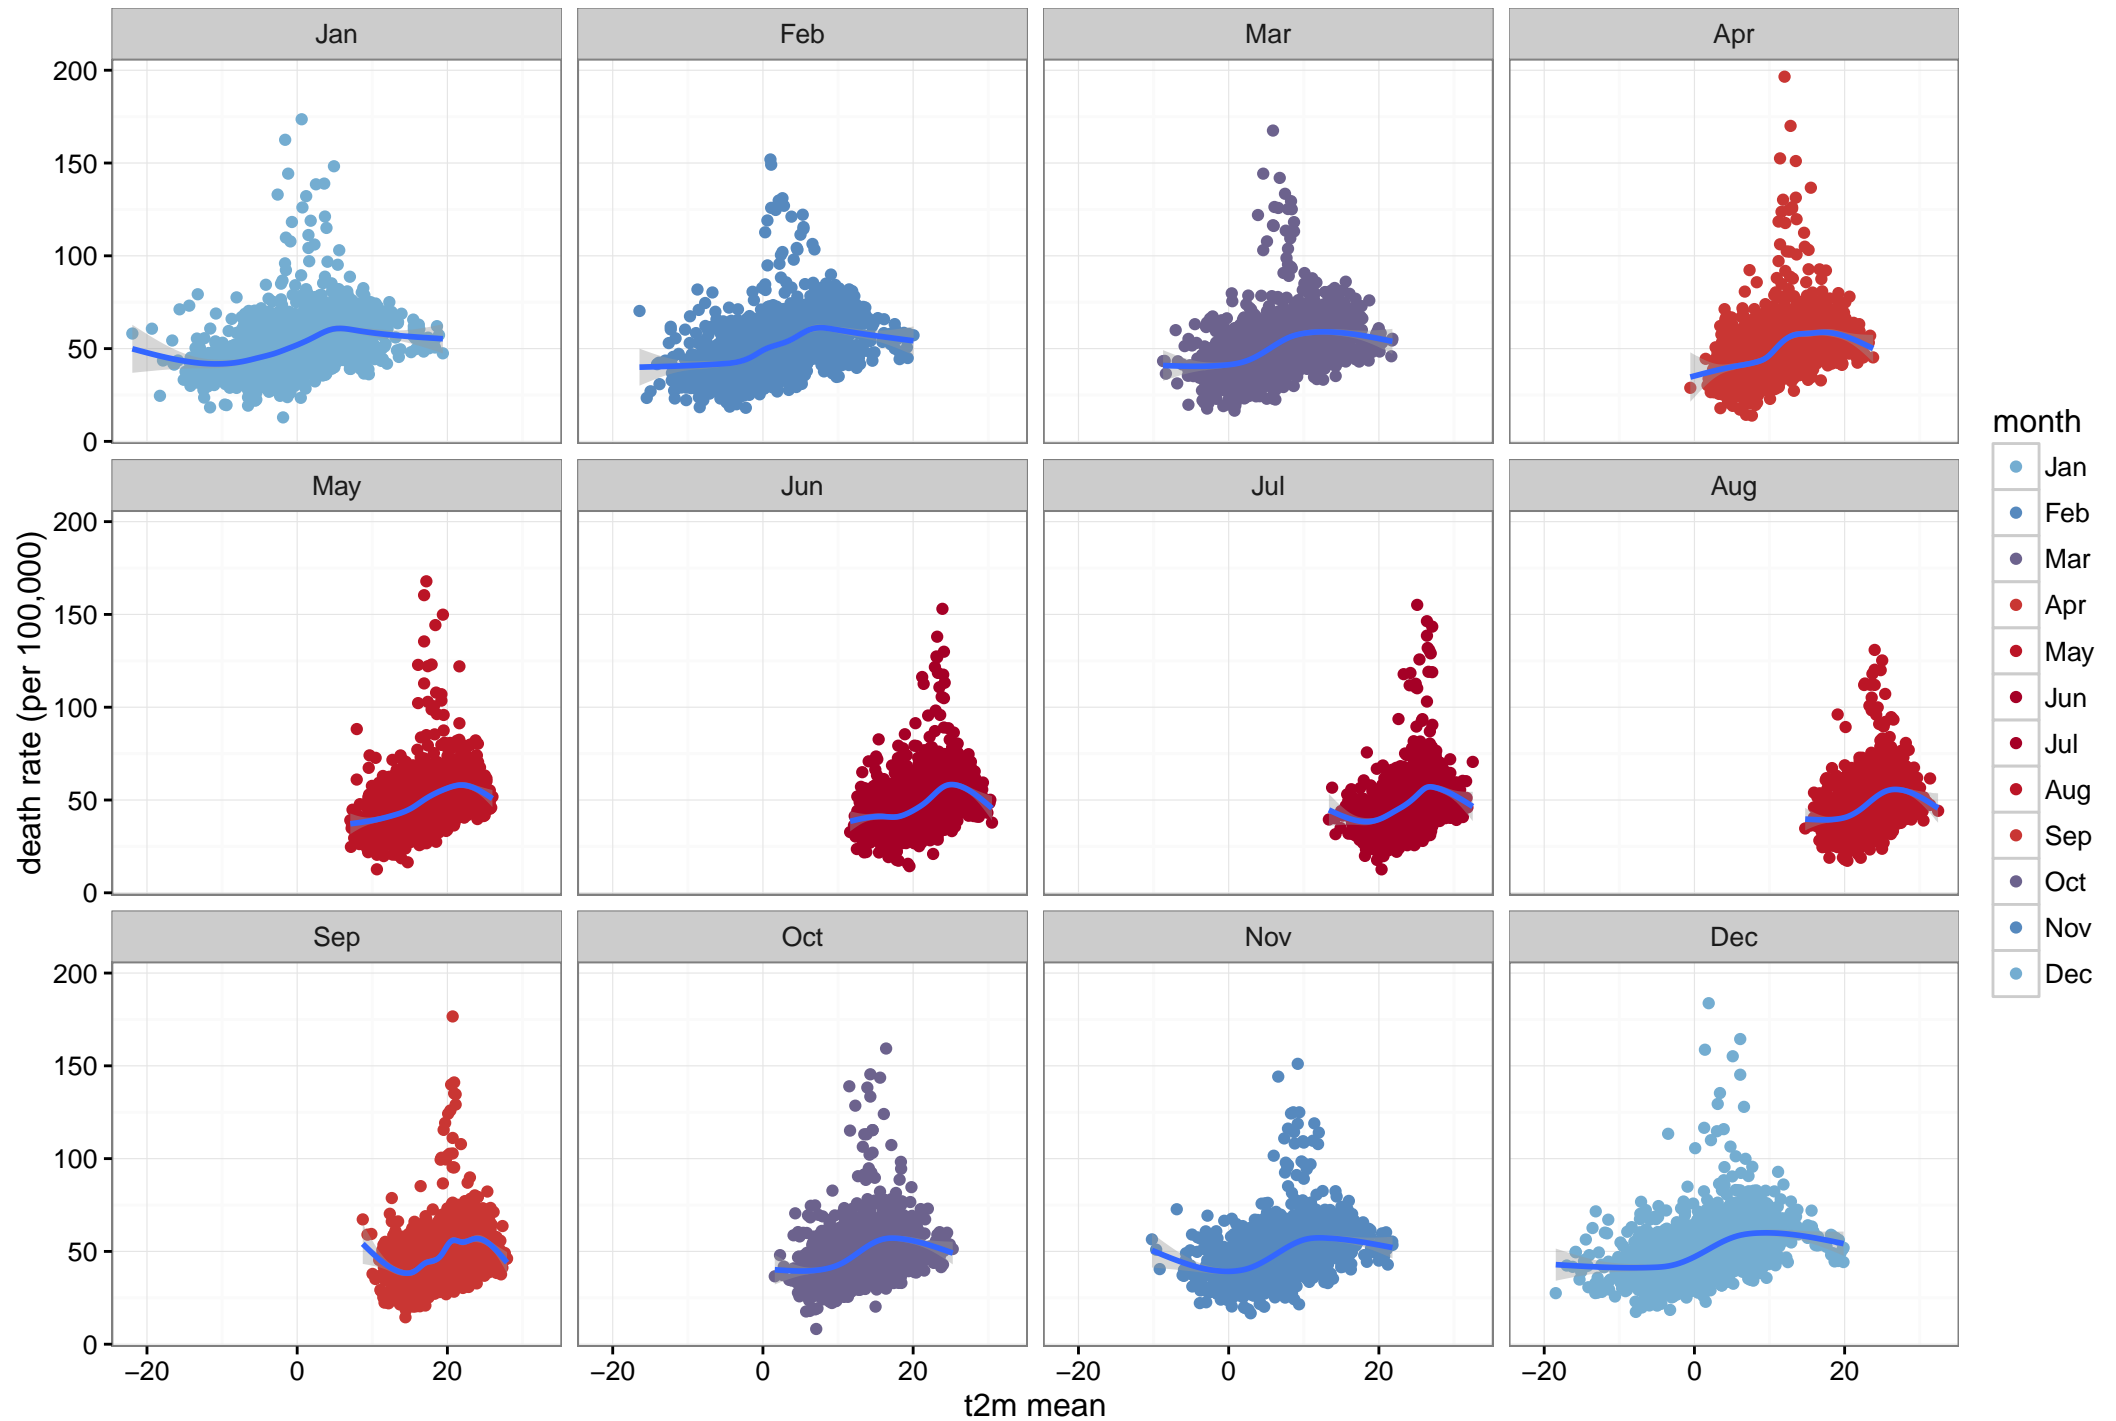 Jan Feb Mar Apr
200
150
100
50
0
May Jun Jul Aug
200
150
100
50
0
Sep Oct Nov Dec
200
150
100
50
0
−20 0 20 −20 0 20 −20 0 20 −20 0 20
t2m mean
death rate (per 100,000)
month
Jan
Feb
Mar
Apr
May
Jun
Jul
Aug
Sep
Oct
Nov
Dec